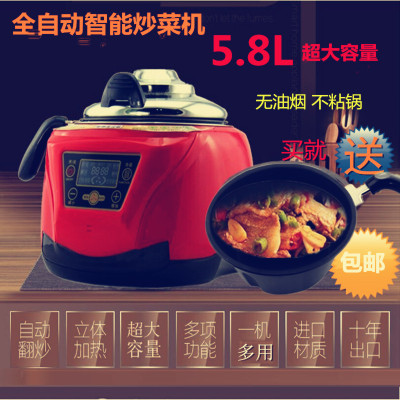 全自动智能炒菜机
5.8L 超大容量
无油烟 不粘锅
买就送
包邮
自动
翻炒
立体
加热
超大
容量
多项
功能
一机
多用
进口
材质
十年
出口